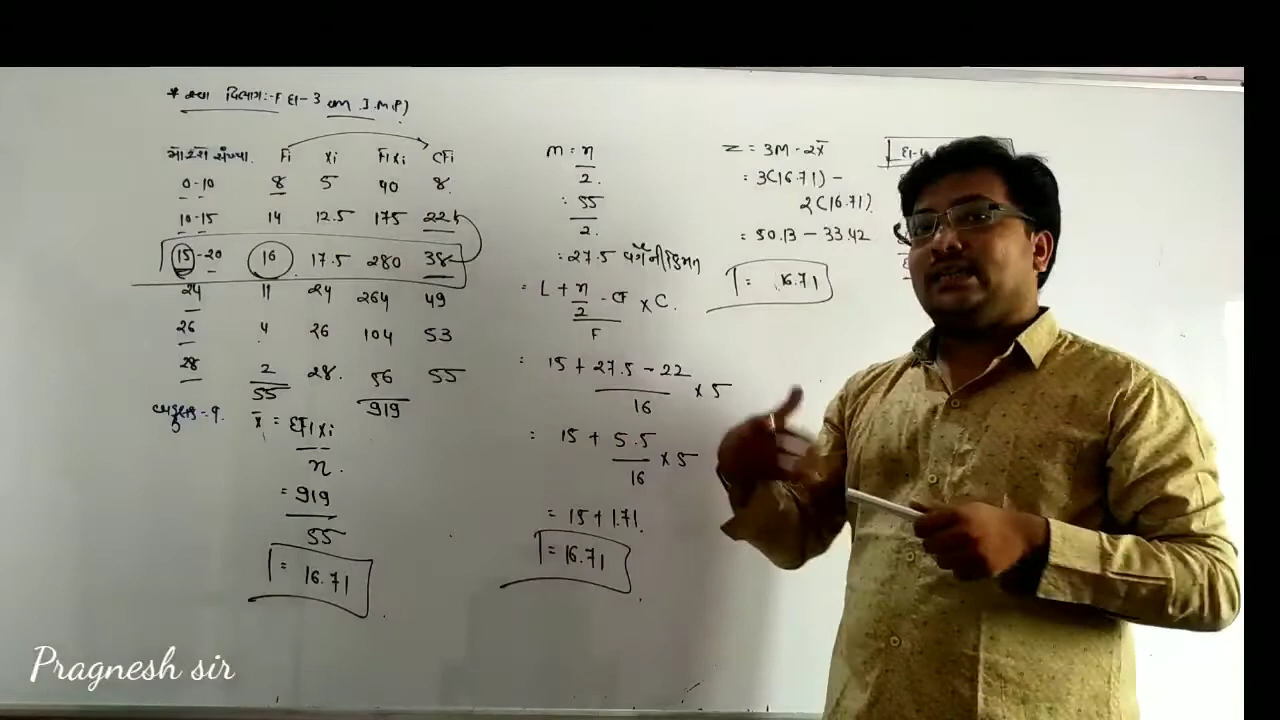 * સ્વા વિભાગ:-F દા-3 I.M.P)
સંખ્યા. Fi Xi FiXi CFi
0-10 8 5 40 8
10-15 14 12.5 175 22
15-20 16 17.5 280 38
24 11 24 264 49
26 4 26 104 53
28 2 28. 56 55
55 919
x̄ = ΣFiXi
n.
= 919
55
= 16.71
M = n
2.
: 55
2.
: 27.5
= L + n
2 - CF × C.
F
: 15 + 27.5 - 22
16 × 5
: 15 + 5.5
16 × 5
= 15 + 1.71.
= 16.71
Z = 3M - 2x̄
= 3(16.71) -
2(16.71).
= 50.13 - 33.42
= 16.71
Pragnesh sir